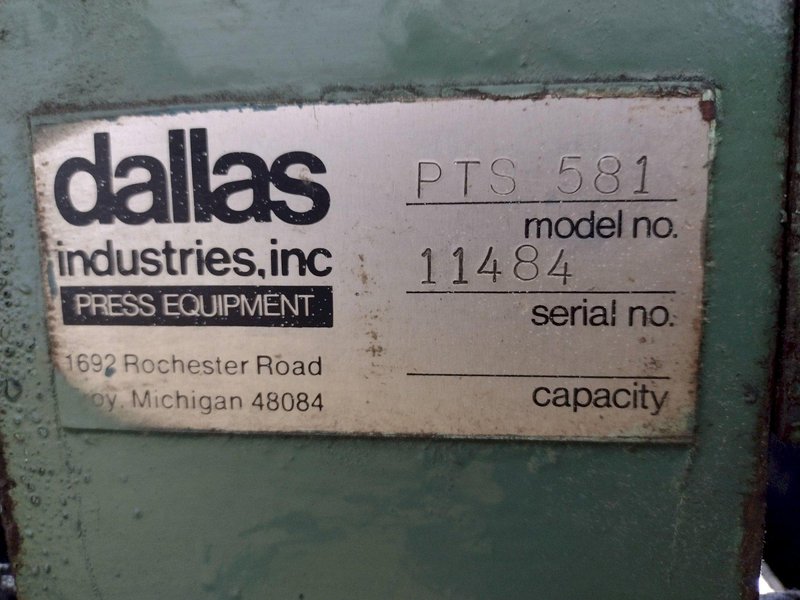 dallas
industries, inc
PRESS EQUIPMENT
1692 Rochester Road
Michigan 48084
PTS 581
model no.
11484
serial no.
capacity